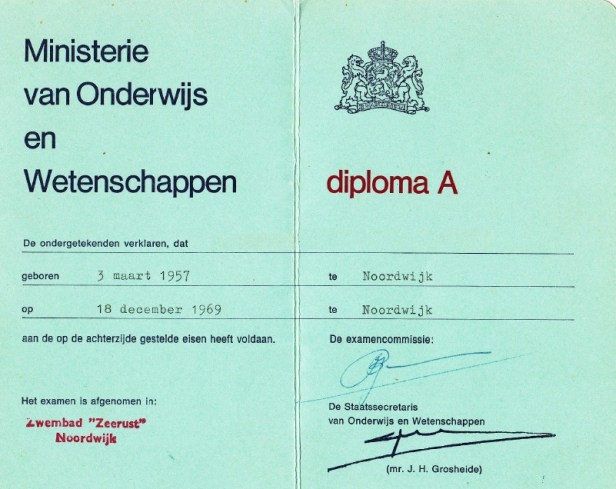 Ministerie
van Onderwijs
en
Wetenschappen
diploma A
De ondergetekenden verklaren, dat
geboren 3 maart 1957 te Noordwijk
op 18 december 1969 te Noordwijk
aan de op de achterzijde gestelde eisen heeft voldaan.
De examencommissie:
Het examen is afgenomen in:
Zwembad "Zeerust"
Noordwijk
De Staatssecretaris
van Onderwijs en Wetenschappen
(mr. J. H. Grosheide)